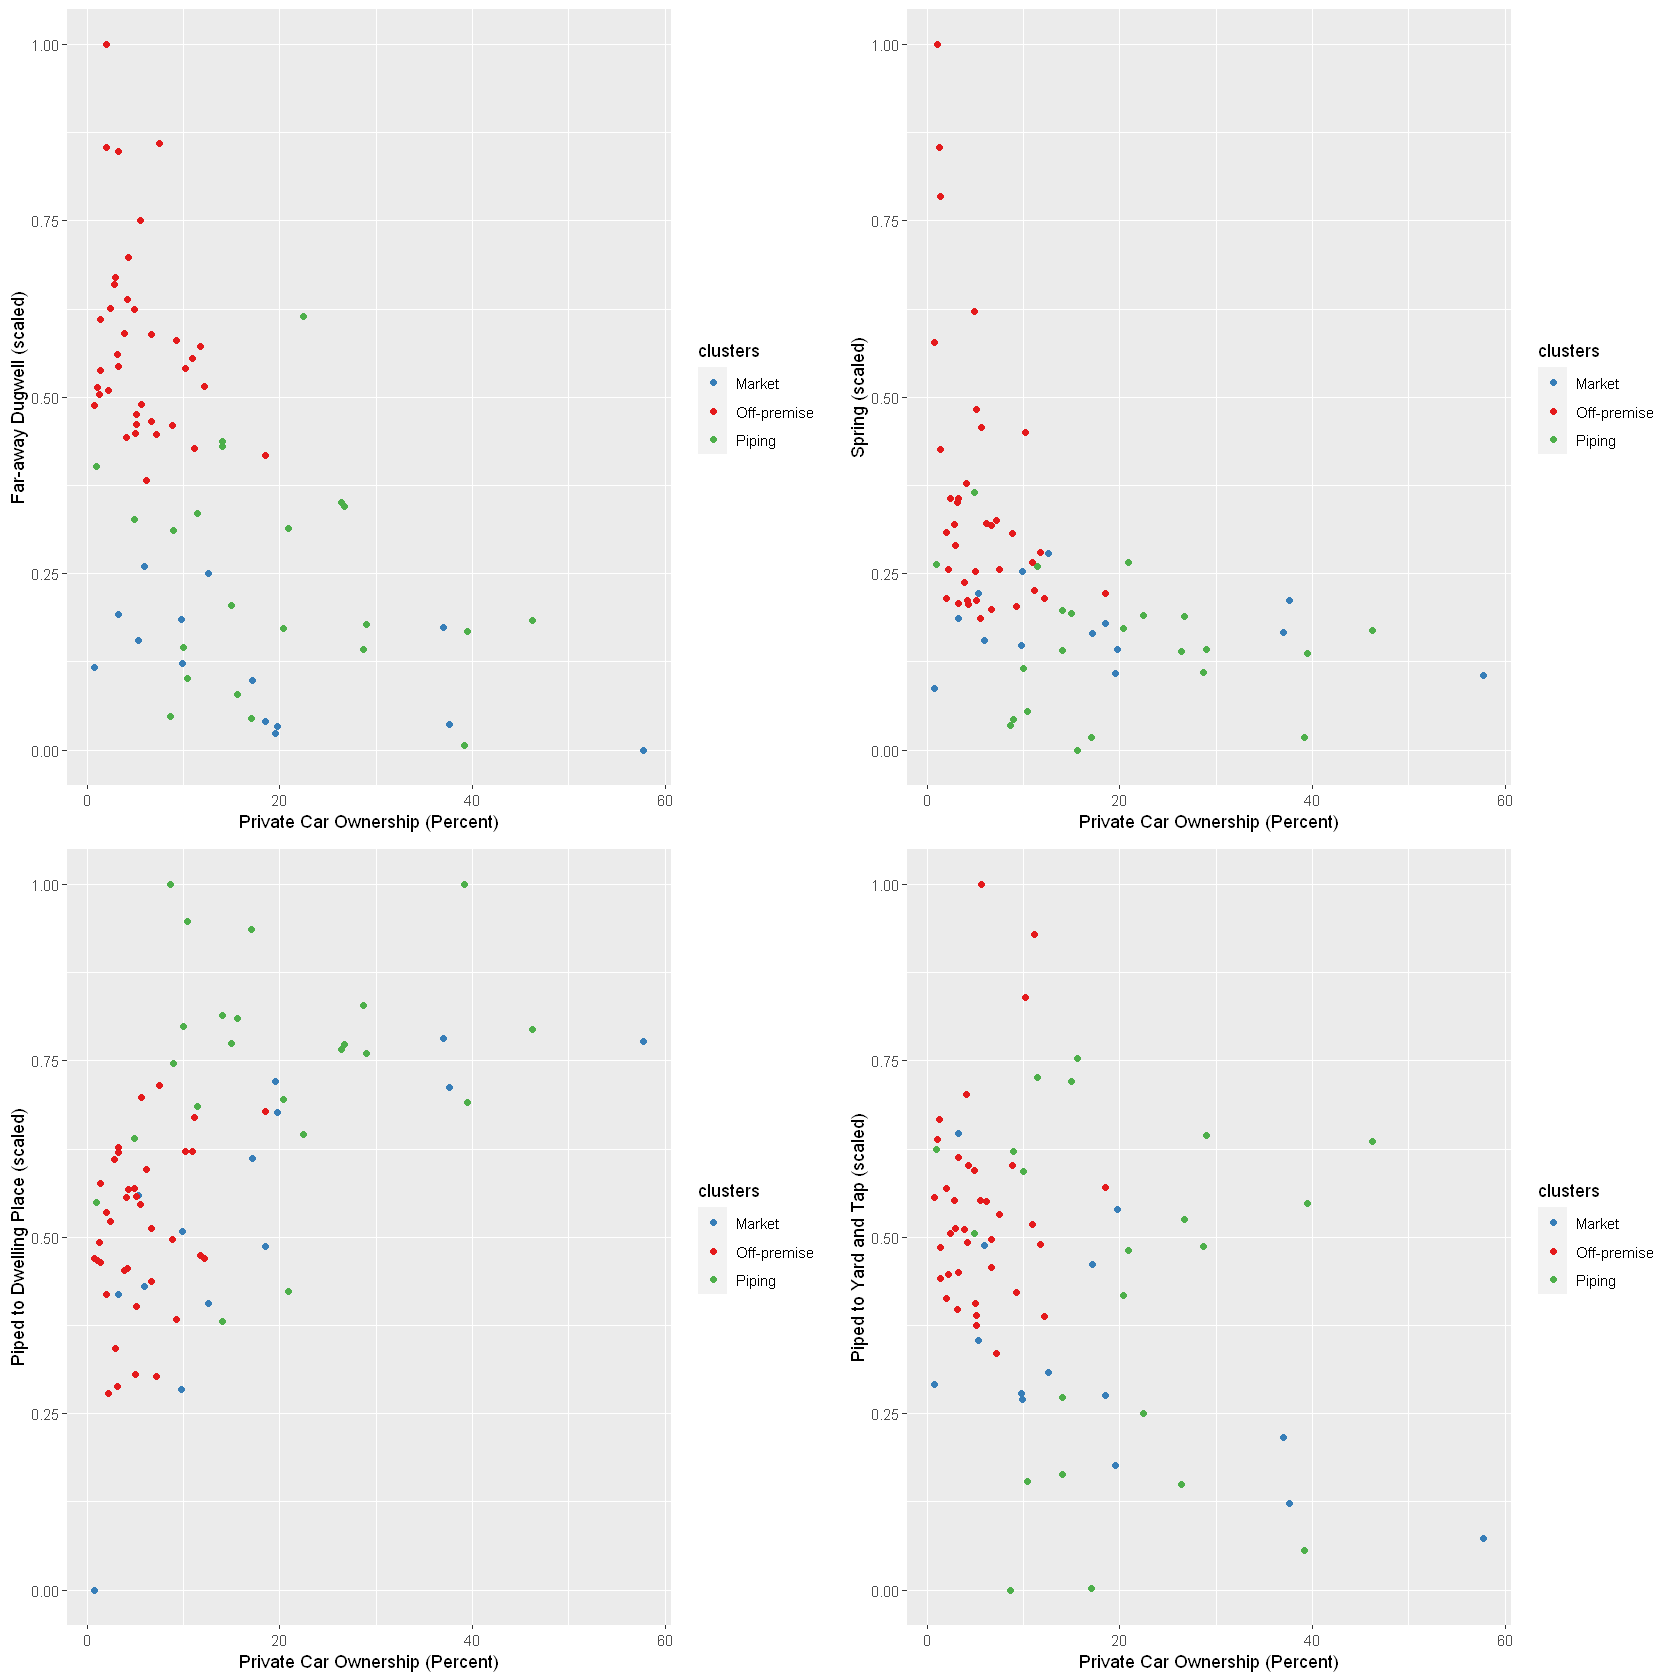 1.00
0.75
0.50
0.25
0.00
Far-away Dugwell (scaled)
0
20
40
60
Private Car Ownership (Percent)
clusters
Market
Off-premise
Piping
1.00
0.75
0.50
0.25
0.00
Spring (scaled)
0
20
40
60
Private Car Ownership (Percent)
clusters
Market
Off-premise
Piping
1.00
0.75
0.50
0.25
0.00
Piped to Dwelling Place (scaled)
0
20
40
60
Private Car Ownership (Percent)
clusters
Market
Off-premise
Piping
1.00
0.75
0.50
0.25
0.00
Piped to Yard and Tap (scaled)
0
20
40
60
Private Car Ownership (Percent)
clusters
Market
Off-premise
Piping